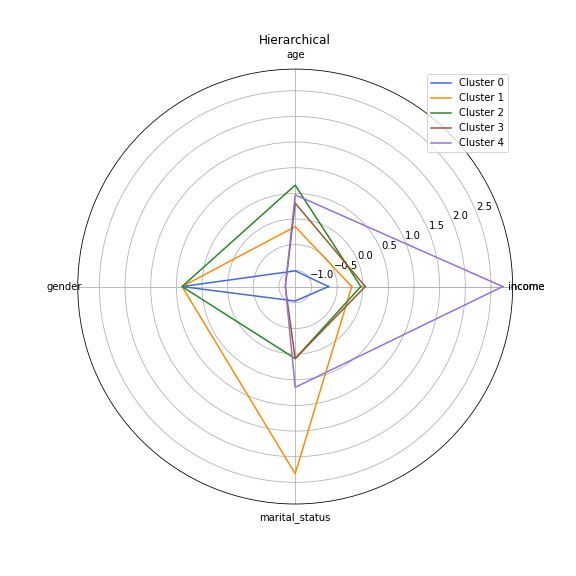 Hierarchical
age
Cluster 0
Cluster 1
Cluster 2
Cluster 3
Cluster 4
2.5
2.0
1.5
1.0
0.5
0.0
−0.5
−1.0
gender
income
marital_status